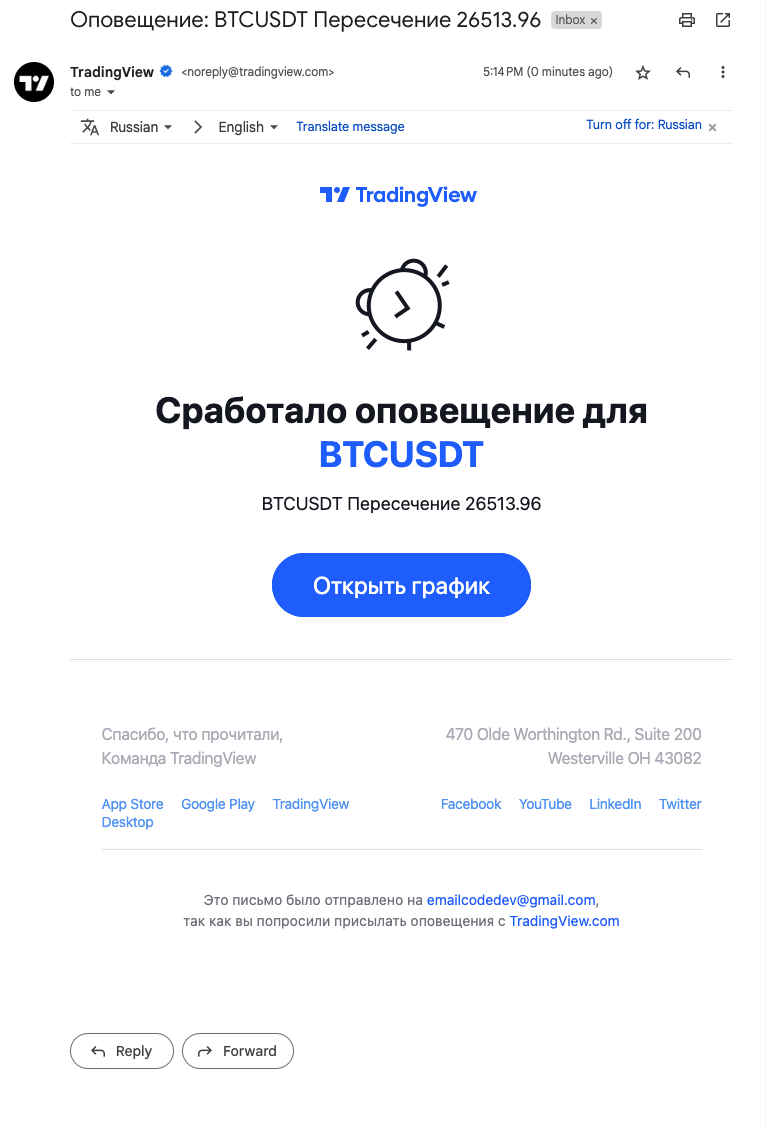 Оповещение: BTCUSDT Пересечение 26513.96 Inbox ×
TradingView <noreply@tradingview.com> 5:14 PM (0 minutes ago)
to me
Russian > English Translate message Turn off for: Russian ×
TradingView
Сработало оповещение для
BTCUSDT
BTCUSDT Пересечение 26513.96
Открыть график
Спасибо, что прочитали,
Команда TradingView
470 Olde Worthington Rd., Suite 200
Westerville OH 43082
App Store Google Play TradingView
Desktop
Facebook YouTube LinkedIn Twitter
Это письмо было отправлено на emailcodedev@gmail.com,
так как вы попросили присылать оповещения с TradingView.com
Reply Forward